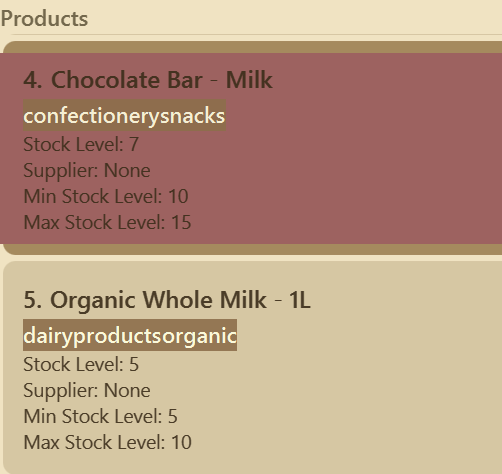 Products
4. Chocolate Bar - Milk
confectionerysnacks
Stock Level: 7
Supplier: None
Min Stock Level: 10
Max Stock Level: 15
5. Organic Whole Milk - 1L
dairyproductsorganic
Stock Level: 5
Supplier: None
Min Stock Level: 5
Max Stock Level: 10